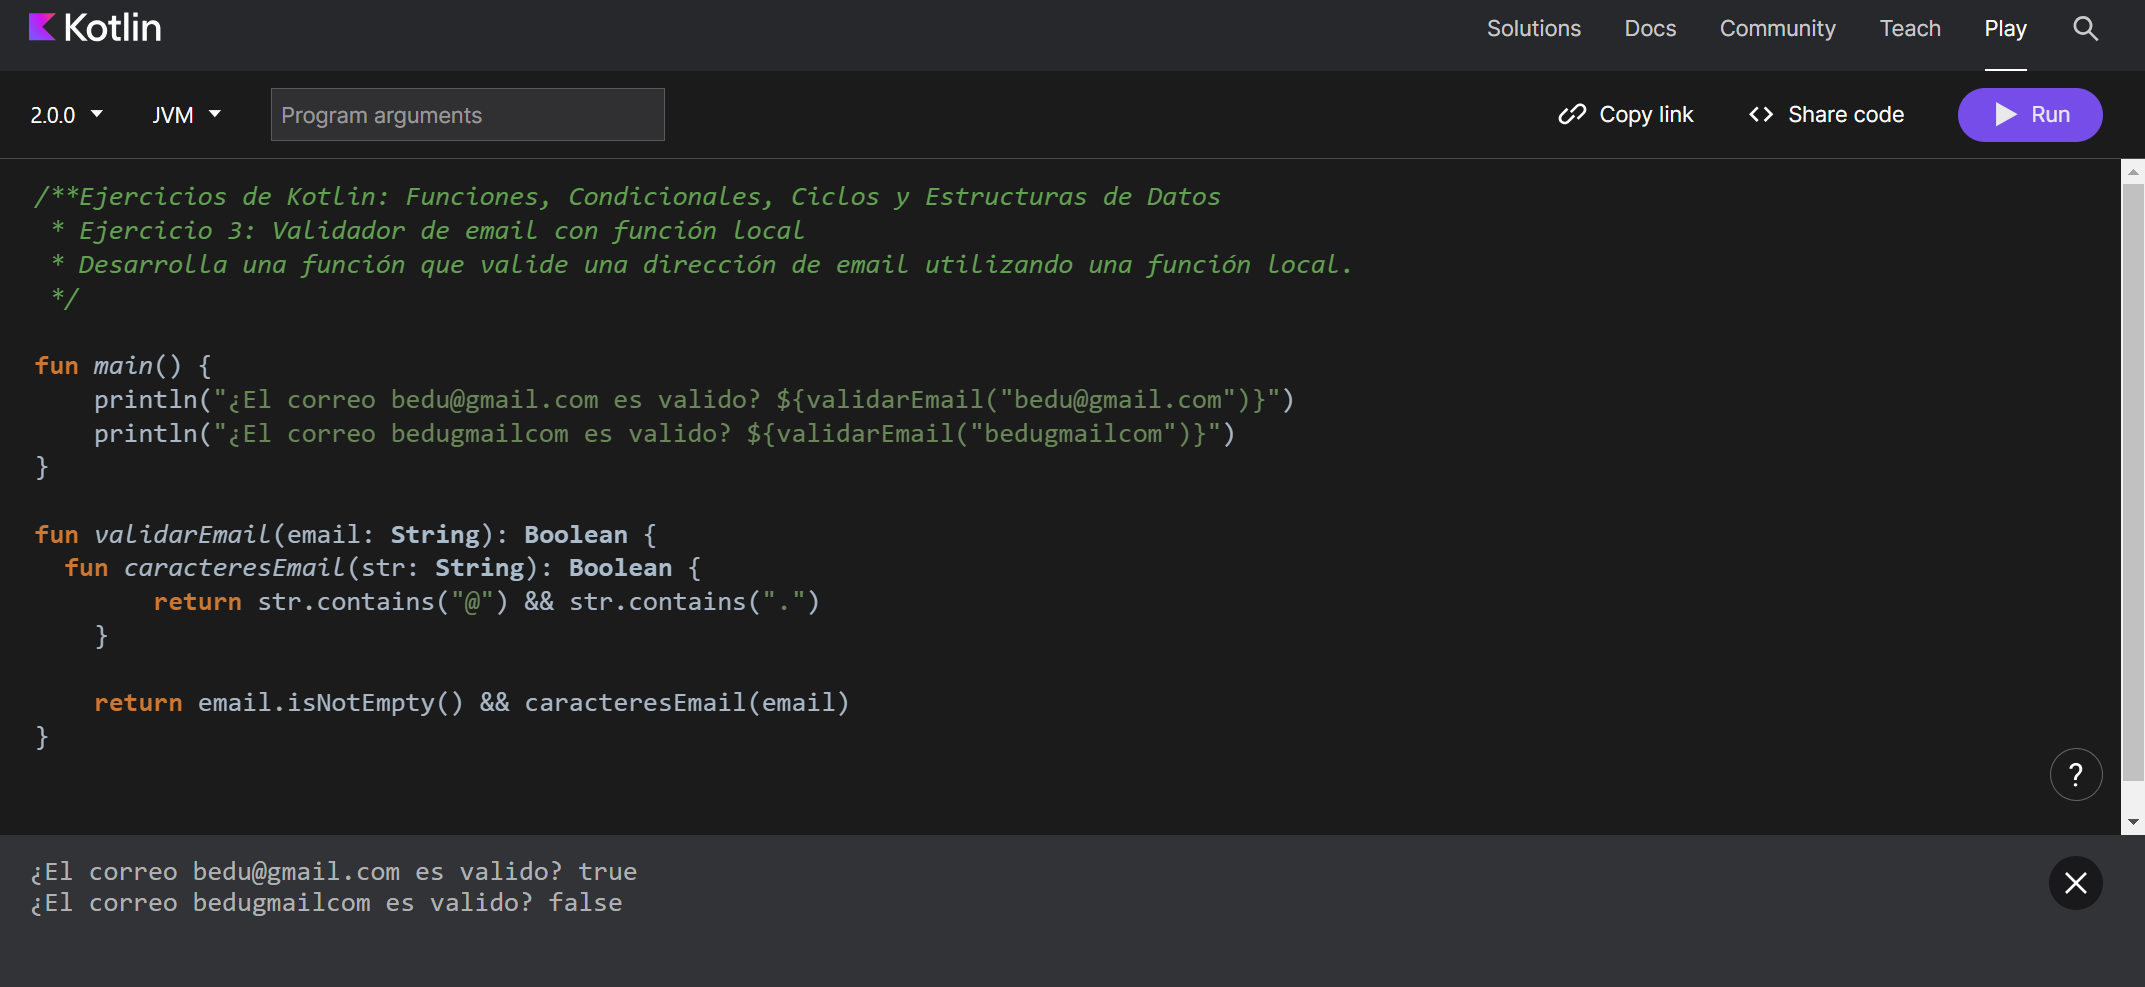 Kotlin
Solutions Docs Community Teach Play
2.0.0 JVM Program arguments Copy link <> Share code Run
/**Ejercicios de Kotlin: Funciones, Condicionales, Ciclos y Estructuras de Datos
 * Ejercicio 3: Validador de email con función local
 * Desarrolla una función que valide una dirección de email utilizando una función local.
 */
fun main() {
    println("¿El correo bedu@gmail.com es valido? ${validarEmail("bedu@gmail.com")}")
    println("¿El correo bedugmailcom es valido? ${validarEmail("bedugmailcom")}")
}
fun validarEmail(email: String): Boolean {
  fun caracteresEmail(str: String): Boolean {
        return str.contains("@") && str.contains(".")
    }
    return email.isNotEmpty() && caracteresEmail(email)
}
?
¿El correo bedu@gmail.com es valido? true
¿El correo bedugmailcom es valido? false